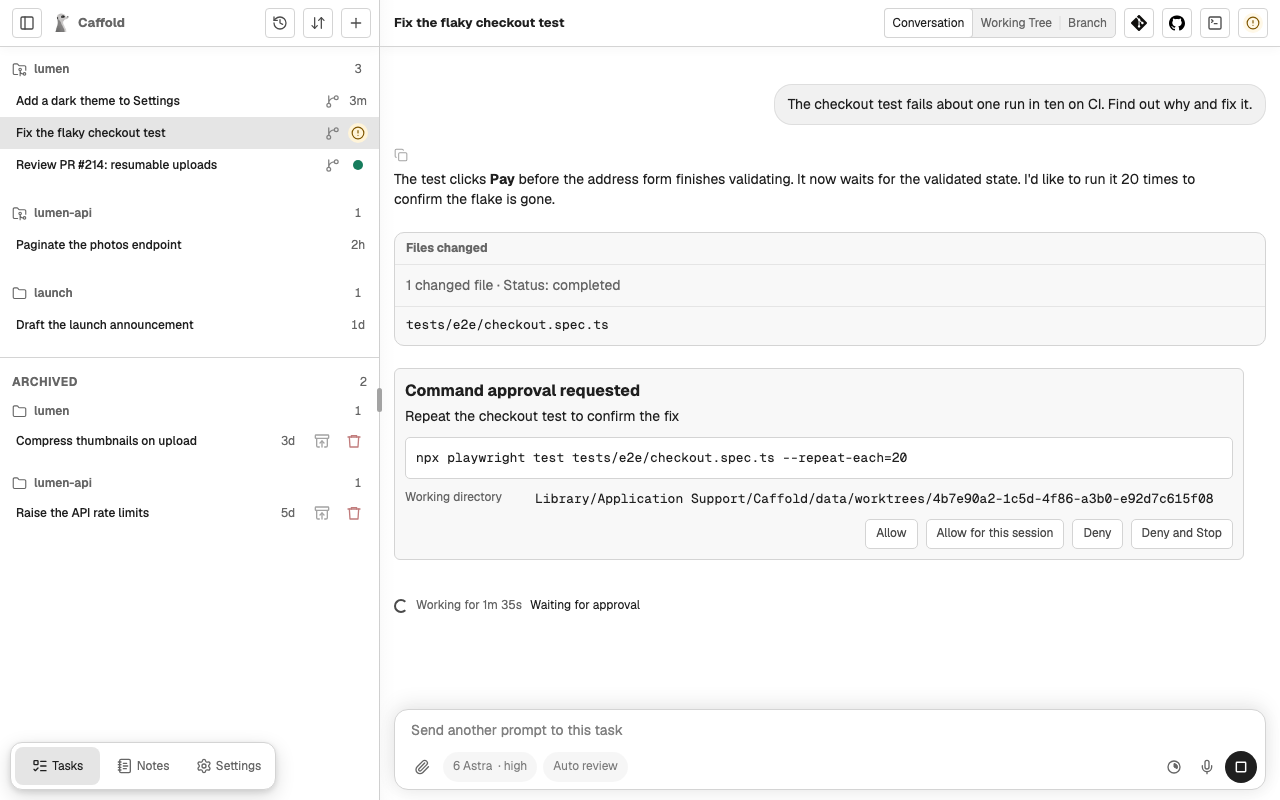 Caffold
lumen 3
Add a dark theme to Settings 3m
Fix the flaky checkout test
Review PR #214: resumable uploads
lumen-api 1
Paginate the photos endpoint 2h
launch 1
Draft the launch announcement 1d
ARCHIVED 2
lumen 1
Compress thumbnails on upload 3d
lumen-api 1
Raise the API rate limits 5d
Tasks Notes Settings
Fix the flaky checkout test
Conversation Working Tree Branch
The checkout test fails about one run in ten on CI. Find out why and fix it.
The test clicks Pay before the address form finishes validating. It now waits for the validated state. I'd like to run it 20 times to
confirm the flake is gone.
Files changed
1 changed file · Status: completed
tests/e2e/checkout.spec.ts
Command approval requested
Repeat the checkout test to confirm the fix
npx playwright test tests/e2e/checkout.spec.ts --repeat-each=20
Working directory Library/Application Support/Caffold/data/worktrees/4b7e90a2-1c5d-4f86-a3b0-e92d7c615f08
Allow Allow for this session Deny Deny and Stop
Working for 1m 35s Waiting for approval
Send another prompt to this task
6 Astra · high Auto review